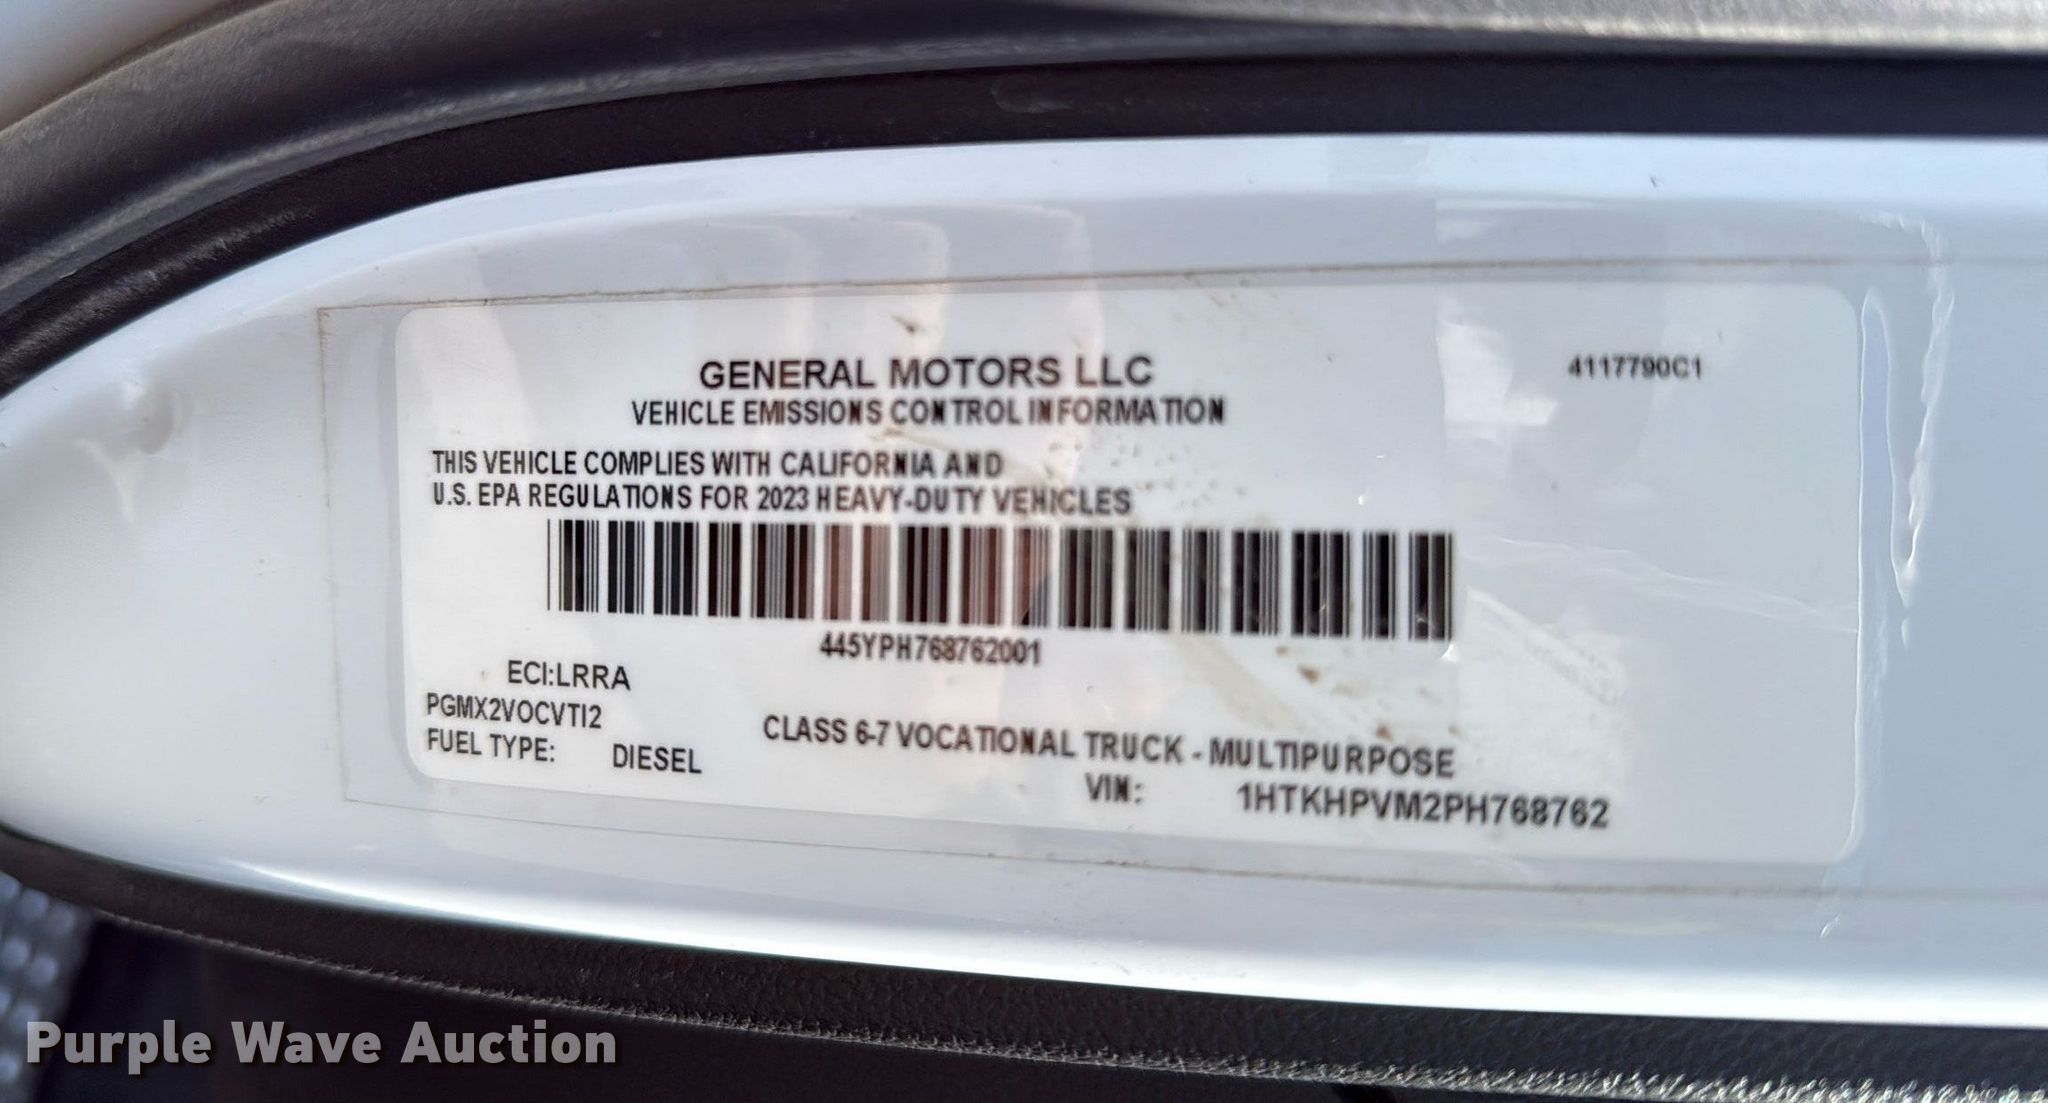 GENERAL MOTORS LLC
4117790C1
VEHICLE EMISSIONS CONTROL INFORMATION
THIS VEHICLE COMPLIES WITH CALIFORNIA AND
U.S. EPA REGULATIONS FOR 2023 HEAVY-DUTY VEHICLES
445YPH768762001
ECI:LRRA
PGMX2VOCVTI2
CLASS 6-7 VOCATIONAL TRUCK - MULTIPURPOSE
FUEL TYPE: DIESEL
VIN: 1HTKHPVM2PH768762
Purple Wave Auction